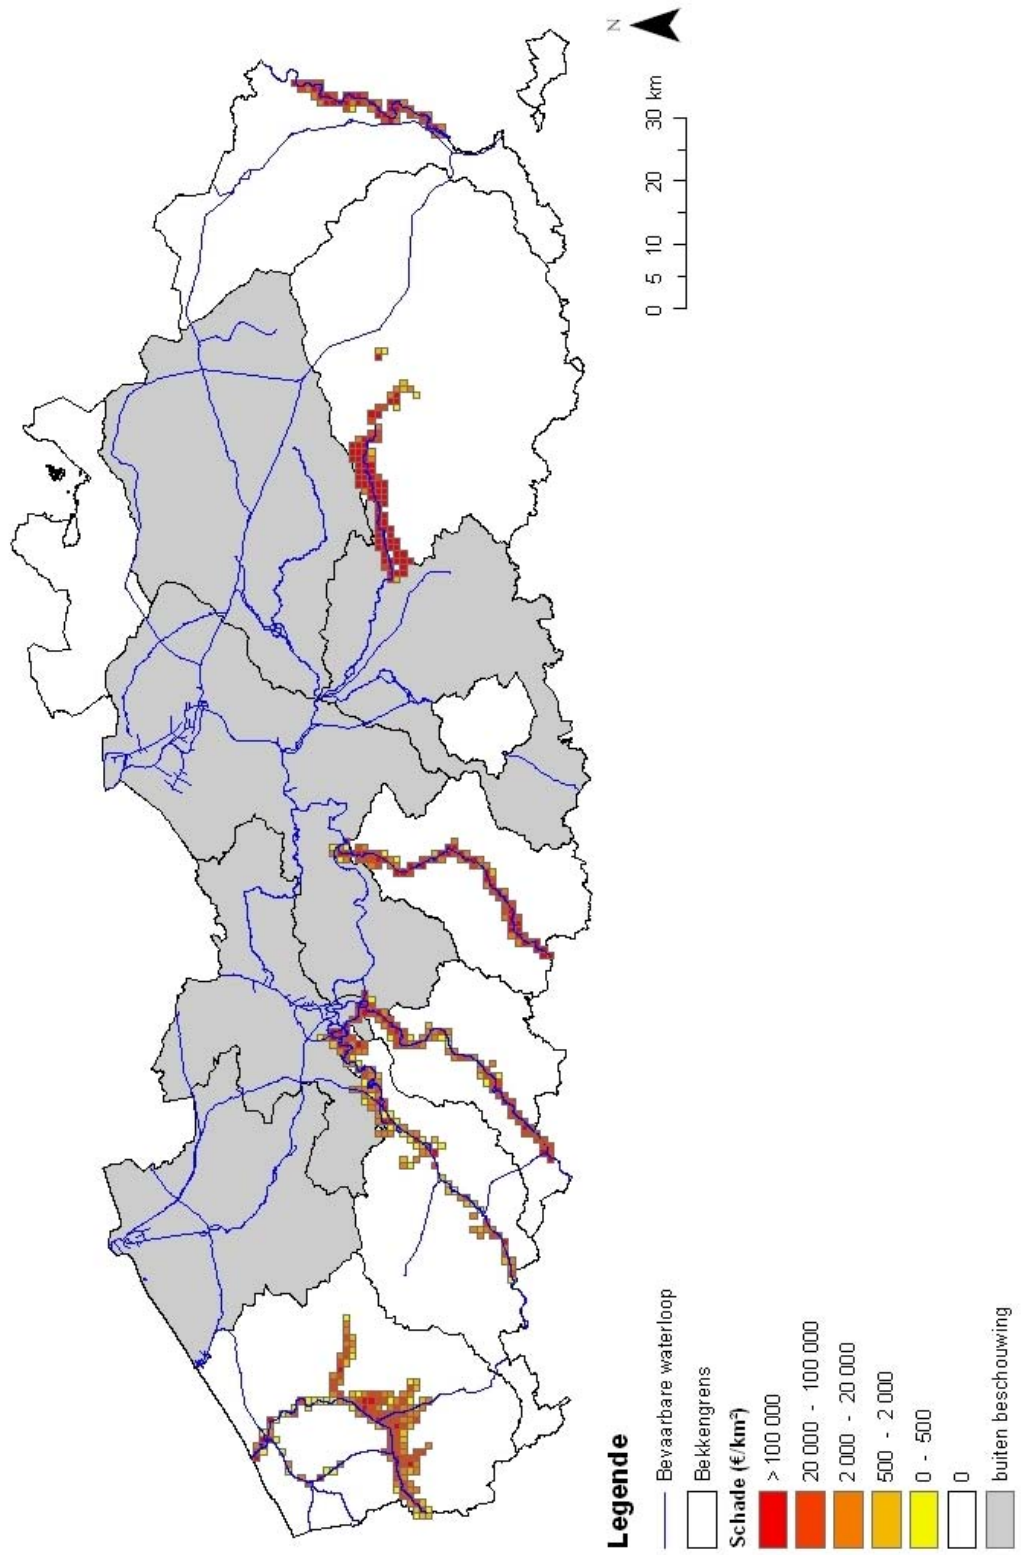 Legende
Bevaarbare waterloop
Bekkengrens
Schade (€/km²)
> 100 000
20 000 - 100 000
2 000 - 20 000
500 - 2 000
0 - 500
0
buiten beschouwing
0 5 10 20 30 km
N